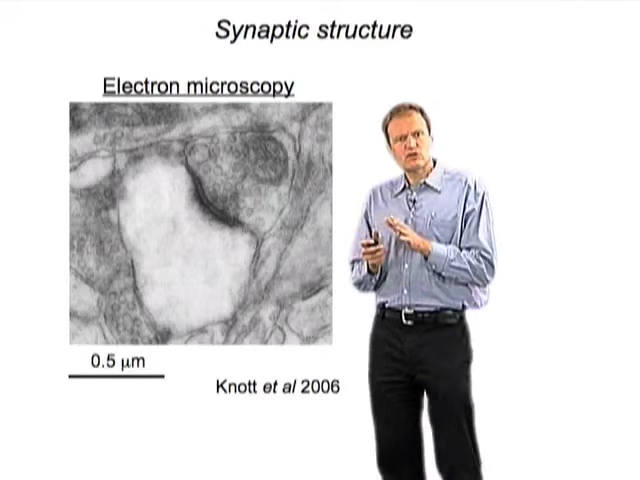 Synaptic structure
Electron microscopy
0.5 μm
Knott et al 2006